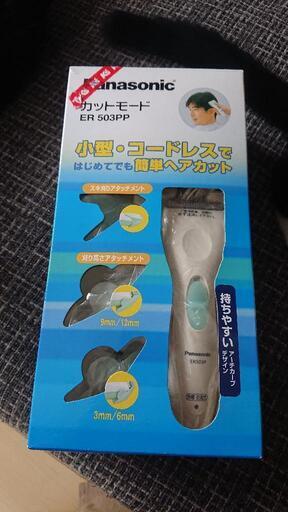 Panasonic
カットモード
ER 503PP
小型・コードレスで
はじめてでも簡単ヘアカット
スキ刈りアタッチメント
刈り高さアタッチメント
9mm/12mm
3mm/6mm
持ちやすい
アーチカーブ
デザイン
Panasonic
ER503P